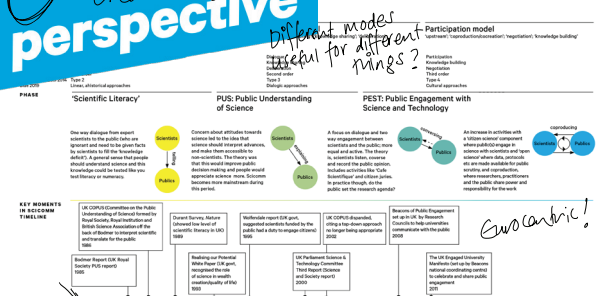 perspective
Different modes
useful for different
things?
Participation model
'upstream'; 'coproduction/cocreation'; 'negotiation'; knowledge building'
Participation
Knowledge building
Negotiation
Third order
Type 4
Cultural approaches
Second order
Type 3
Dialogic approaches
Type 2
Linear, ahistorical approaches
PHASE
'Scientific Literacy'
PUS: Public Understanding
of Science
PEST: Public Engagement with
Science and Technology
One way dialogue from expert
scientists to the public (who are
ignorant and need to be given facts
by scientists to fill the 'knowledge
deficit'). A general sense that people
should understand science and this
knowledge could be tested like you
test literacy or numeracy.
Scientists
telling
Publics
Concern about attitudes towards
science led to the idea that
science should interpret advances,
and make them accessible to
non-scientists. The theory was
that this would improve public
decision making and people would
appreciate science more. Scicomm
becomes more mainstream during
this period.
Scientists
explaining
Publics
A focus on dialogue and two
way engagement between
scientists and the public; more
equal and active. The theory
is, scientists listen, coverse
and record the public opinion.
Includes activities like 'Cafe
Scientifique' and citizen juries.
In practice though, do the
public set the research agenda?
Scientists
conversing
Publics
An increase in activities with
a 'citizen science' component
where public(s) engage in
science with scientists and 'open
science' where data, protocols
etc are made available for public
scrutiny, and coproduction,
where researchers, practitioners
and the public share power and
responsibility for the work
coproducing
Scientists
Publics
KEY MOMENTS
IN SCICOMM
TIMELINE
UK COPUS (Committee on the
Public Understanding of
Science) formed by
Royal Society, Royal Institution and
British Science Association off the
back of Bodmer to interpret scientific
and translate for the public
1986
Bodmer Report (UK Royal
Society PUS report)
1985
Durant Survey, Nature
(showed low level of
scientific literacy in UK)
1989
Realising our Potential
White Paper (UK govt,
recognised the role
of science in wealth
creation/quality of life)
1993
Wolfendale report (UK govt,
suggested scientists funded by the
public had a duty to engage citizens)
1995
UK COPUS disbanded,
citing a top-down approach
no longer being appropriate
2002
UK Parliament Science &
Technology Committee
Third Report (Science
and Society report)
2000
Beacons of Public Engagement
set up in UK by Research
Councils to help universities
communicate with the public
2008
The UK Engaged University
Manifesto (set up by Beacons
national coordinating centre)
to celebrate and share public
engagement
2011
Eurocentric!